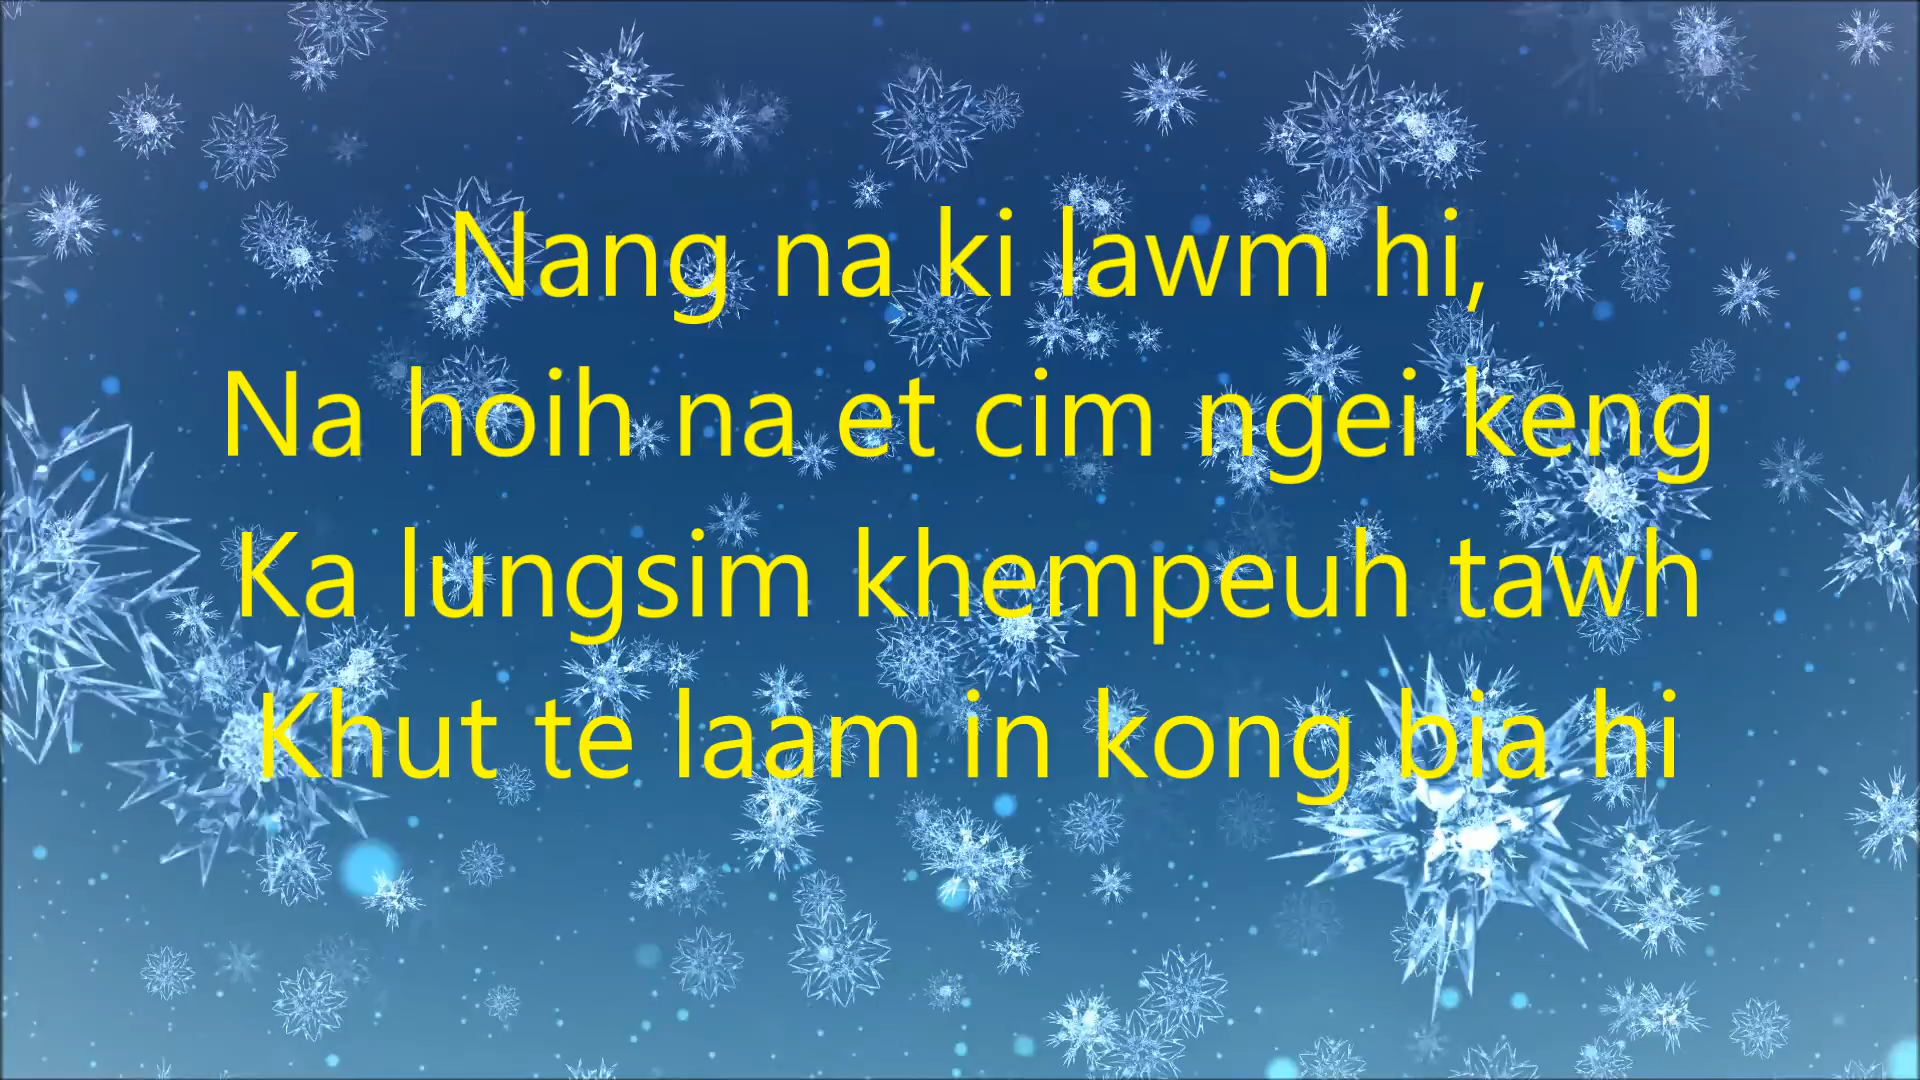 Nang na ki lawm hi,
Na hoih na et cim ngei keng
Ka lungsim khempeuh tawh
Khut te laam in kong bia hi